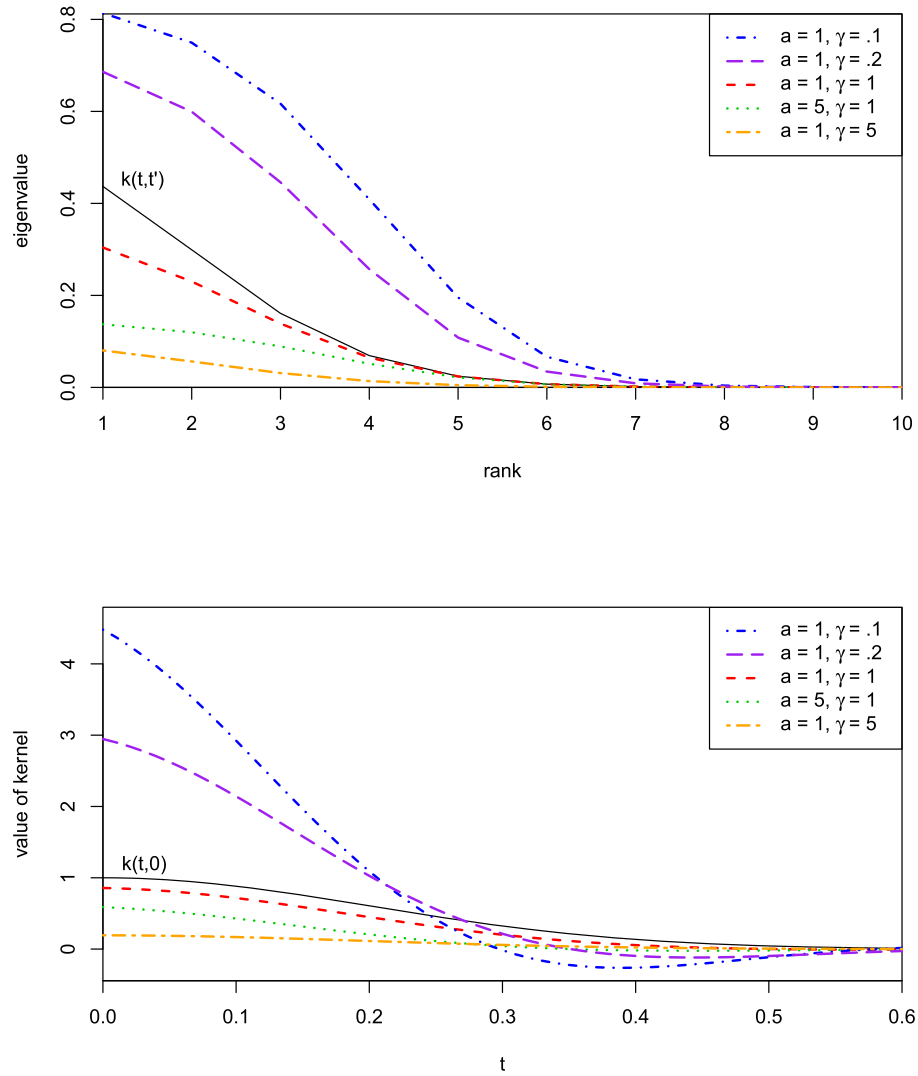 0.8
0.6
0.4
0.2
0.0
eigenvalue
k(t,t')
a = 1, γ = .1
a = 1, γ = .2
a = 1, γ = 1
a = 5, γ = 1
a = 1, γ = 5
1 2 3 4 5 6 7 8 9 10
rank
4
3
2
1
0
value of kernel
k(t,0)
a = 1, γ = .1
a = 1, γ = .2
a = 1, γ = 1
a = 5, γ = 1
a = 1, γ = 5
0.0 0.1 0.2 0.3 0.4 0.5 0.6
t